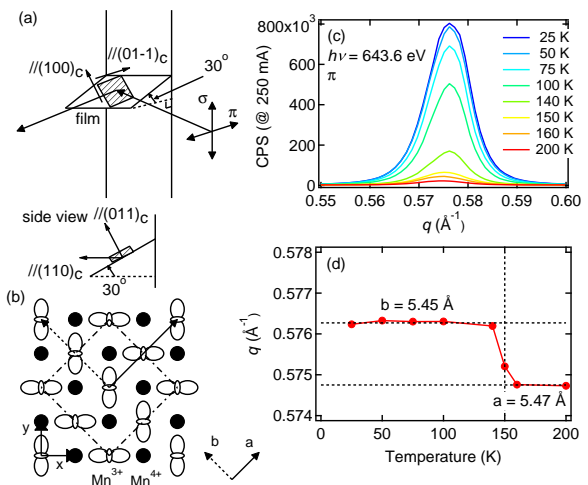 (a)
//(01-1)c
//(100)c
30°
σ
π
film
side view
//(011)c
//(110)c
30°
(b)
y
x
Mn3+ Mn4+
b
a
(c)
800x10³
600
400
200
0
CPS (@ 250 mA)
hν = 643.6 eV
π
25 K
50 K
75 K
100 K
140 K
150 K
160 K
200 K
0.55 0.56 0.57 0.58 0.59 0.60
q (Å-1)
(d)
0.577
0.576
0.575
0.574
q (Å-1)
b = 5.45 Å
a = 5.47 Å
0 50 100 150 200
Temperature (K)